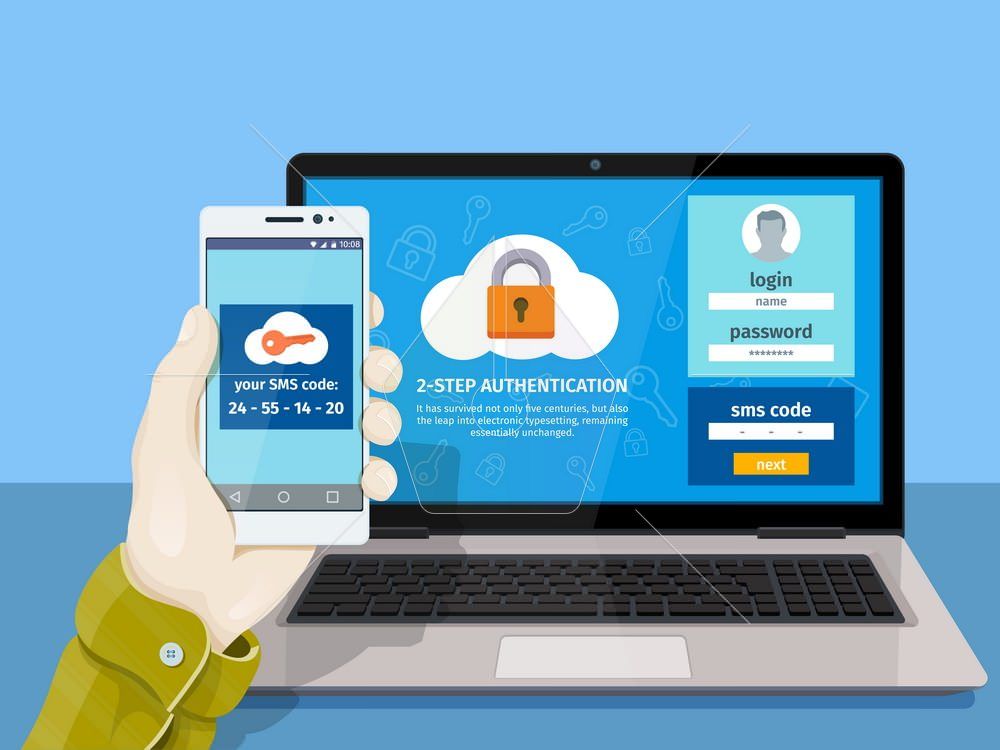 10:08
your SMS code:
24 - 55 - 14 - 20
2-STEP AUTHENTICATION
It has survived not only five centuries, but also
the leap into electronic typesetting, remaining
essentially unchanged.
login
name
password
********
sms code
- - -
next